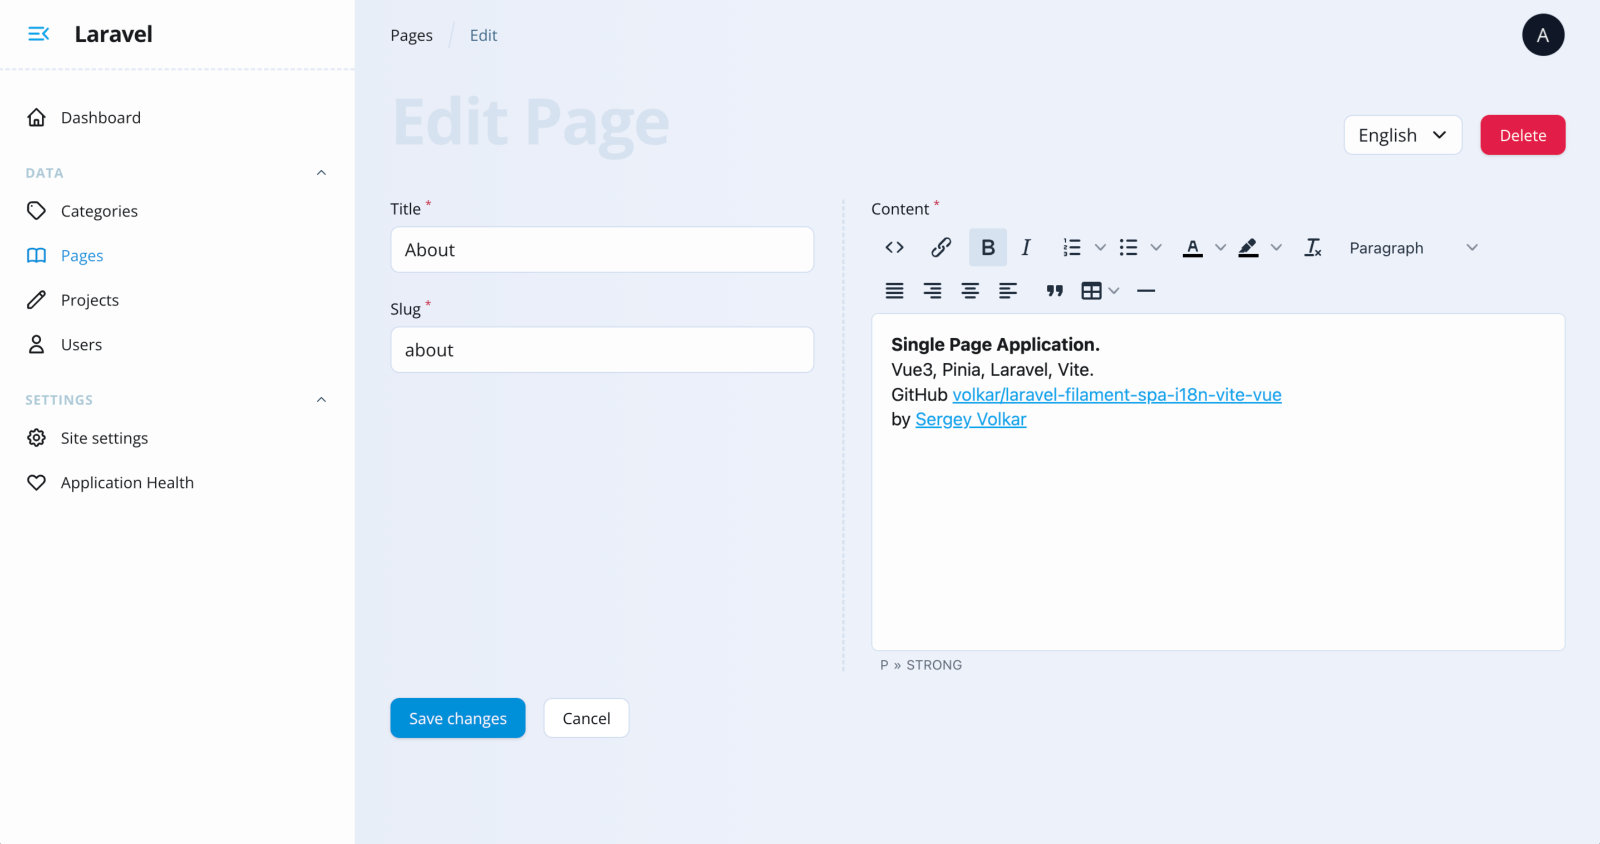 Laravel
Dashboard
DATA
Categories
Pages
Projects
Users
SETTINGS
Site settings
Application Health
Pages
Edit
A
Edit Page
English
Delete
Title *
About
Slug *
about
Content *
B I A Paragraph
Single Page Application.
Vue3, Pinia, Laravel, Vite.
GitHub volkar/laravel-filament-spa-i18n-vite-vue
by Sergey Volkar
P » STRONG
Save changes
Cancel